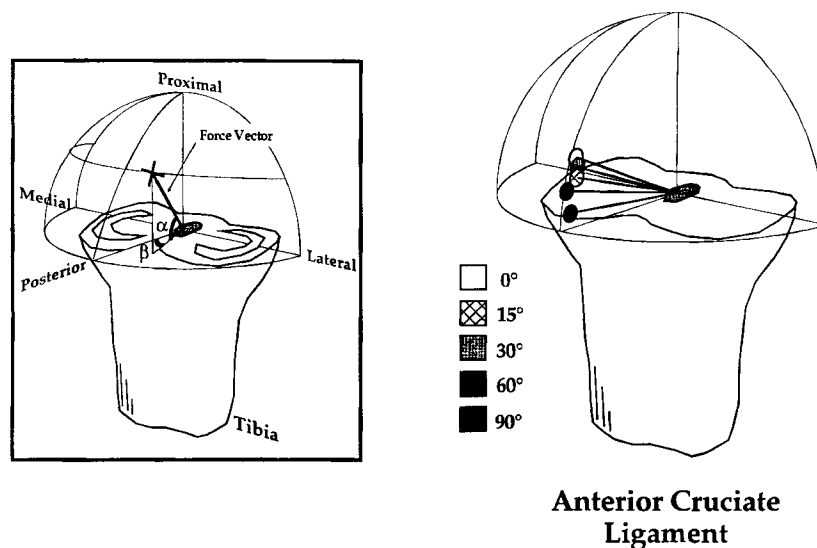 Proximal
Force Vector
Medial
α
β
Lateral
Posterior
Tibia
0°
15°
30°
60°
90°
Anterior Cruciate
Ligament